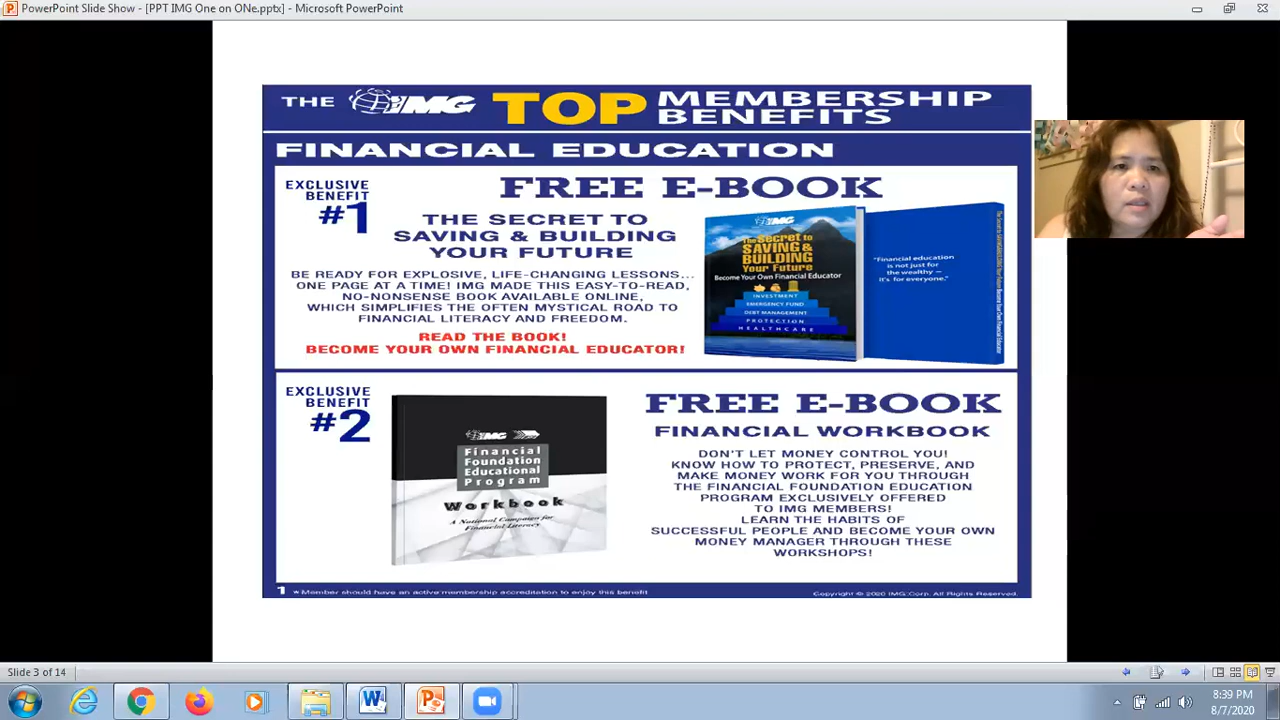 PowerPoint Slide Show - [PPT IMG One on ONe.pptx] - Microsoft PowerPoint
THE IMG TOP MEMBERSHIP BENEFITS
FINANCIAL EDUCATION
EXCLUSIVE
BENEFIT
#1
FREE E-BOOK
THE SECRET TO
SAVING & BUILDING
YOUR FUTURE
BE READY FOR EXPLOSIVE, LIFE-CHANGING LESSONS...
ONE PAGE AT A TIME! IMG MADE THIS EASY-TO-READ,
NO-NONSENSE BOOK AVAILABLE ONLINE,
WHICH SIMPLIFIES THE OFTEN MYSTICAL ROAD TO
FINANCIAL LITERACY AND FREEDOM.
READ THE BOOK!
BECOME YOUR OWN FINANCIAL EDUCATOR!
IMG
The Secret to
SAVING &
BUILDING
Your Future
Become Your Own Financial Educator
INVESTMENT
EMERGENCY FUND
DEBT MANAGEMENT
PROTECTION
HEALTHCARE
"Financial education
is not just for
the wealthy –
it's for everyone."
EXCLUSIVE
BENEFIT
#2
IMG
Financial
Foundation
Educational
Program
Workbook
A National Campaign for
Financial Literacy
FREE E-BOOK
FINANCIAL WORKBOOK
DON'T LET MONEY CONTROL YOU!
KNOW HOW TO PROTECT, PRESERVE, AND
MAKE MONEY WORK FOR YOU THROUGH
THE FINANCIAL FOUNDATION EDUCATION
PROGRAM EXCLUSIVELY OFFERED
TO IMG MEMBERS!
LEARN THE HABITS OF
SUCCESSFUL PEOPLE AND BECOME YOUR OWN
MONEY MANAGER THROUGH THESE
WORKSHOPS!
1 * Member should have an active membership accreditation to enjoy this benefit
Copyright © 2020 IMG Corp. All Rights Reserved.
Slide 3 of 14
8:39 PM
8/7/2020